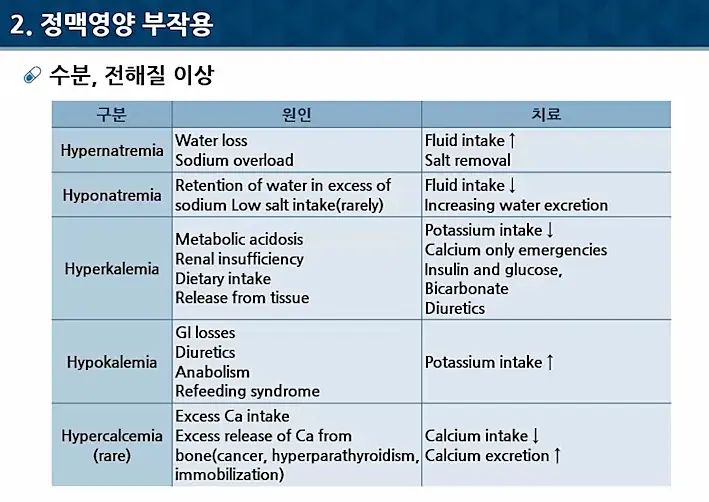 2. 정맥영양 부작용
수분, 전해질 이상
구분 원인 치료
Hypernatremia
Water loss
Sodium overload
Fluid intake↑
Salt removal
Hyponatremia
Retention of water in excess of
sodium Low salt intake(rarely)
Fluid intake↓
Increasing water excretion
Hyperkalemia
Metabolic acidosis
Renal insufficiency
Dietary intake
Release from tissue
Potassium intake↓
Calcium only emergencies
Insulin and glucose,
Bicarbonate
Diuretics
Hypokalemia
GI losses
Diuretics
Anabolism
Refeeding syndrome
Potassium intake↑
Hypercalcemia
(rare)
Excess Ca intake
Excess release of Ca from
bone(cancer, hyperparathyroidism,
immobilization)
Calcium intake↓
Calcium excretion↑